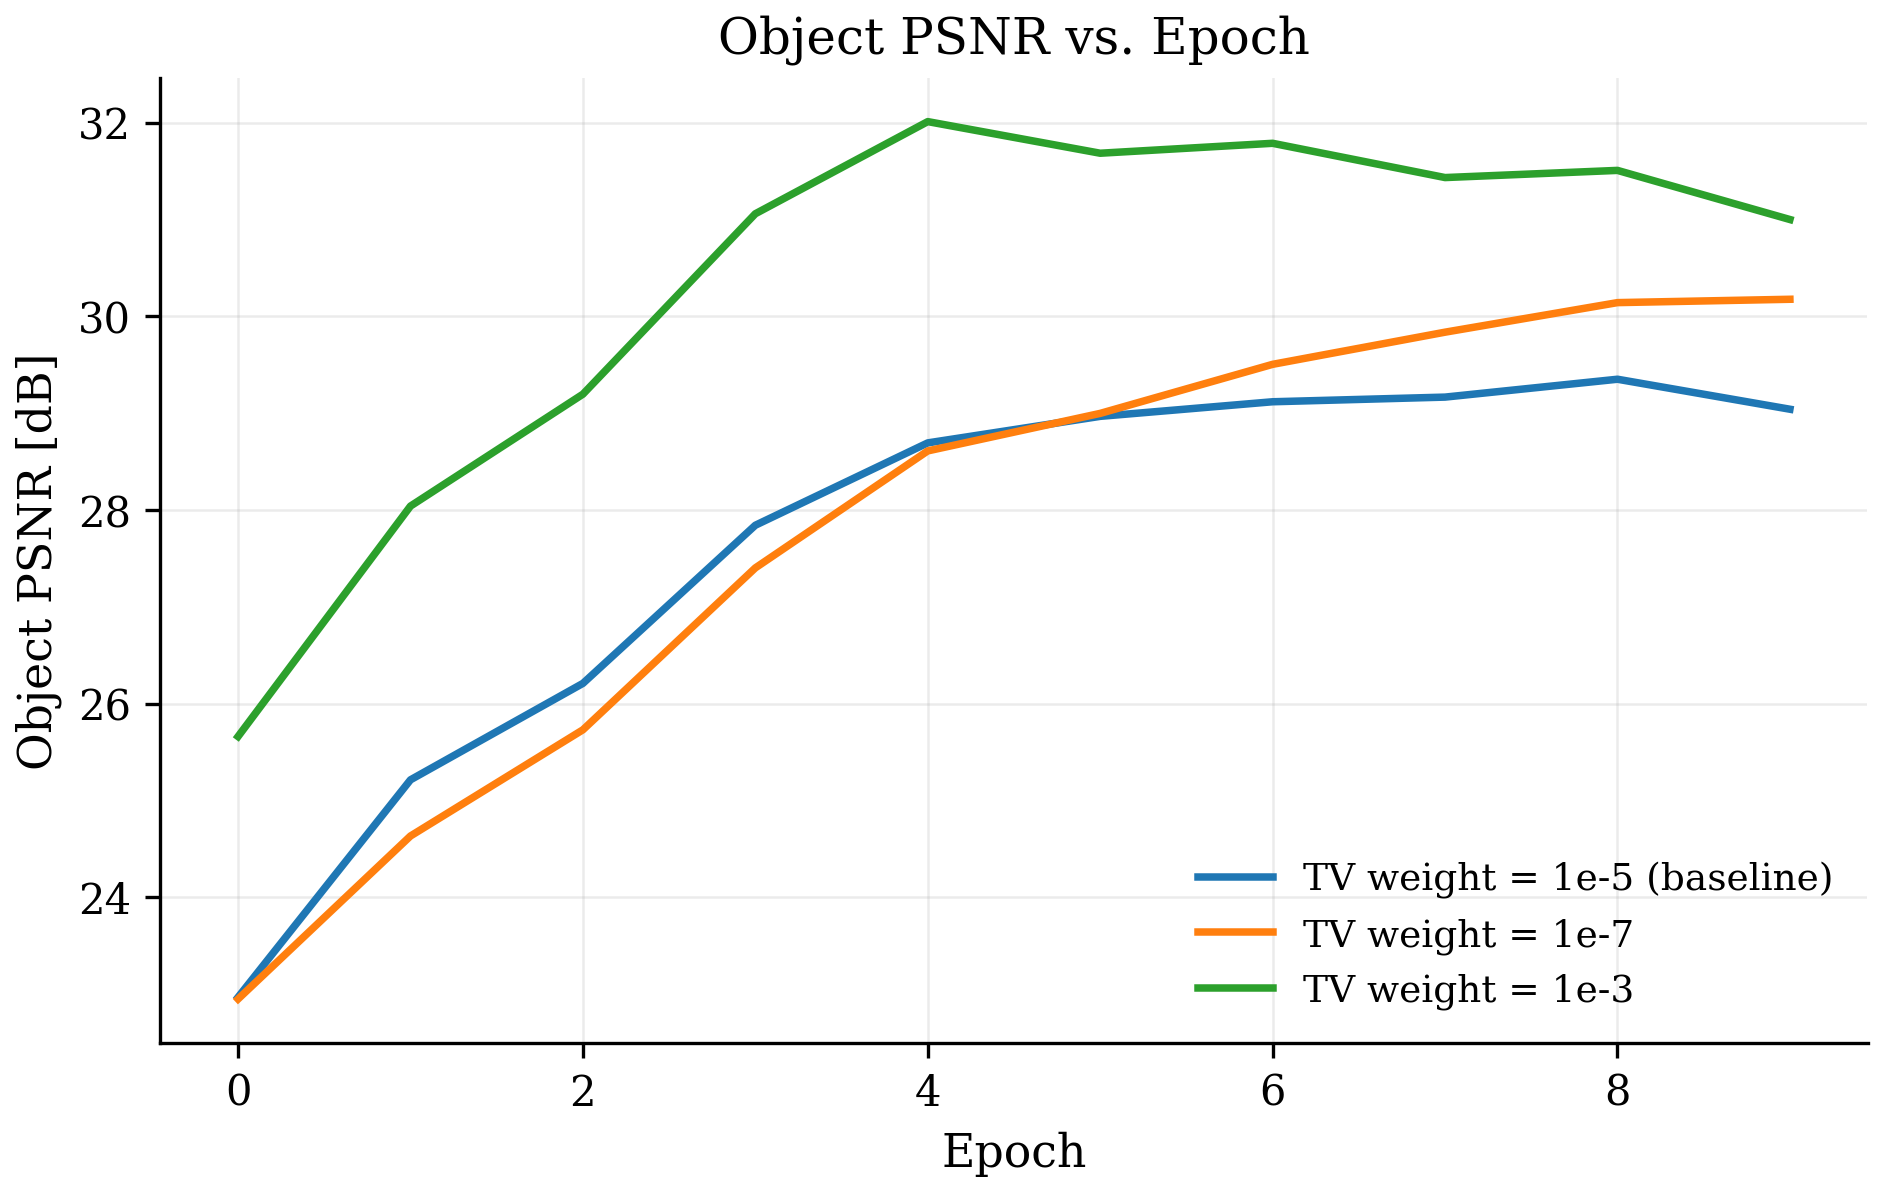 Object PSNR vs. Epoch
Object PSNR [dB]
32
30
28
26
24
0 2 4 6 8
Epoch
TV weight = 1e-5 (baseline)
TV weight = 1e-7
TV weight = 1e-3